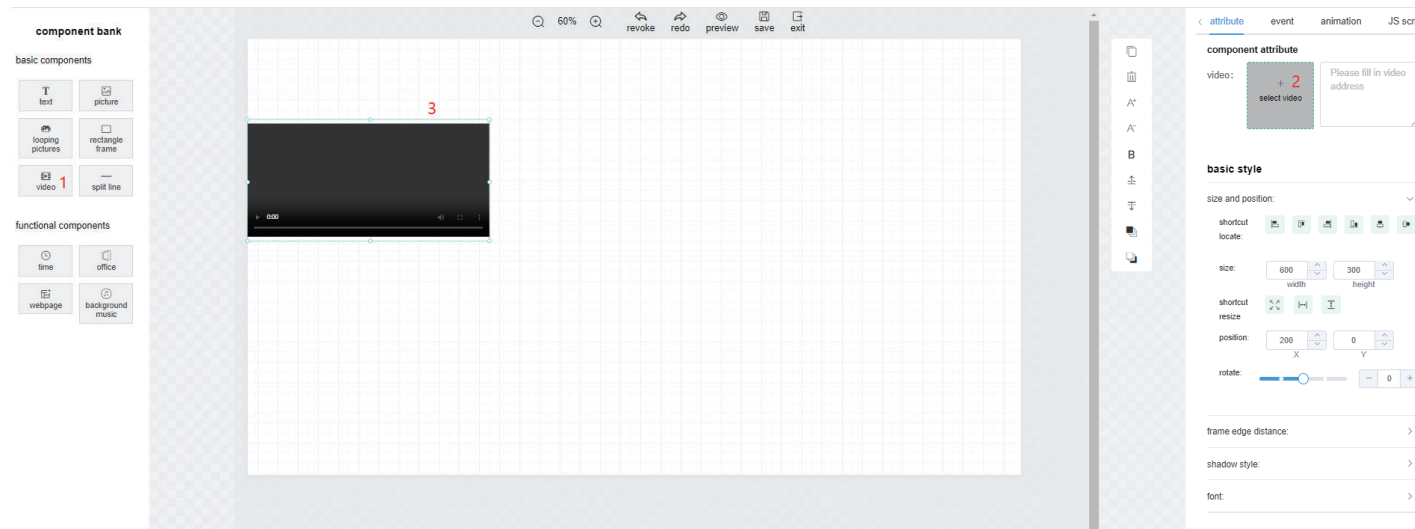 component bank
basic components
T
text
picture
looping
pictures
rectangle
frame
video 1
split line
functional components
time
office
webpage
background
music
60%
revoke
redo
preview
save
exit
3
0:00
A+
A-
B
attribute
event
animation
JS scr
component attribute
video:
+ 2
select video
Please fill in video
address
basic style
size and position:
shortcut
locate:
size:
600
300
width
height
shortcut
resize
position:
200
0
X
Y
rotate:
− 0 +
frame edge distance:
shadow style:
font: